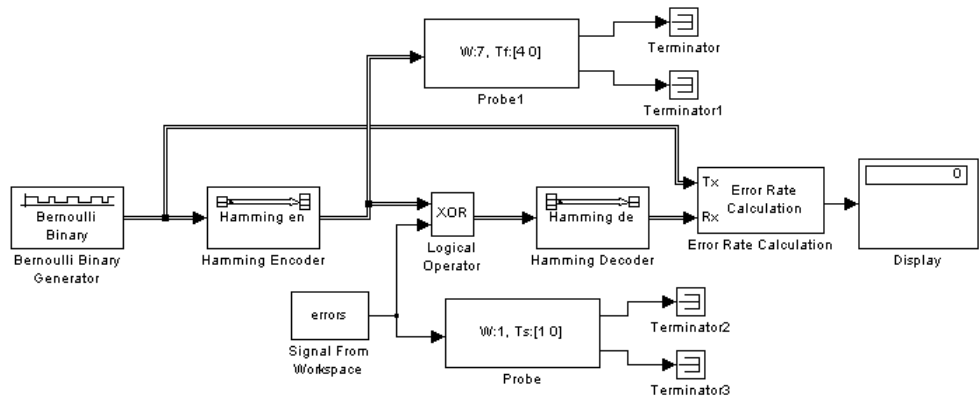 W:7, Tf:[4 0]
Probe1
Terminator
Terminator1
Bernoulli
Binary
Bernoulli Binary
Generator
Hamming en
Hamming Encoder
XOR
Logical
Operator
Hamming de
Hamming Decoder
Tx
Rx
Error Rate
Calculation
Error Rate Calculation
0
Display
errors
Signal From
Workspace
W:1, Ts:[1 0]
Probe
Terminator2
Terminator3